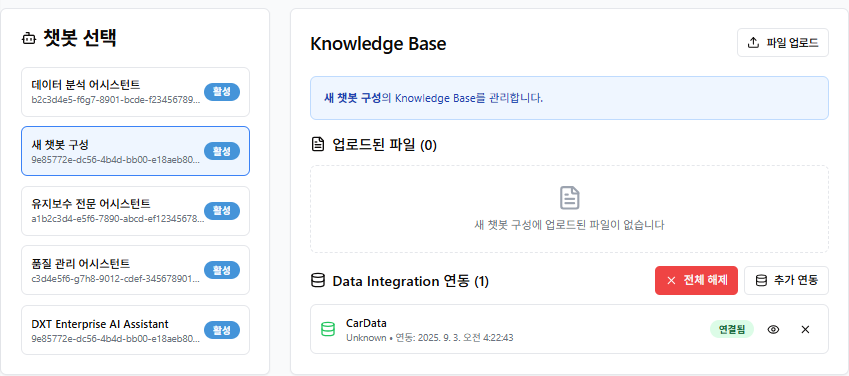 챗봇 선택
데이터 분석 어시스턴트
b2c3d4e5-f6g7-8901-bcde-f23456789...
활성
새 챗봇 구성
9e85772e-dc56-4b4d-bb00-e18aeb80...
활성
유지보수 전문 어시스턴트
a1b2c3d4-e5f6-7890-abcd-ef12345678...
활성
품질 관리 어시스턴트
c3d4e5f6-g7h8-9012-cdef-345678901...
활성
DXT Enterprise AI Assistant
9e85772e-dc56-4b4d-bb00-e18aeb80...
활성
Knowledge Base
파일 업로드
새 챗봇 구성의 Knowledge Base를 관리합니다.
업로드된 파일 (0)
새 챗봇 구성에 업로드된 파일이 없습니다
Data Integration 연동 (1)
전체 해제
추가 연동
CarData
Unknown • 연동: 2025. 9. 3. 오전 4:22:43
연결됨